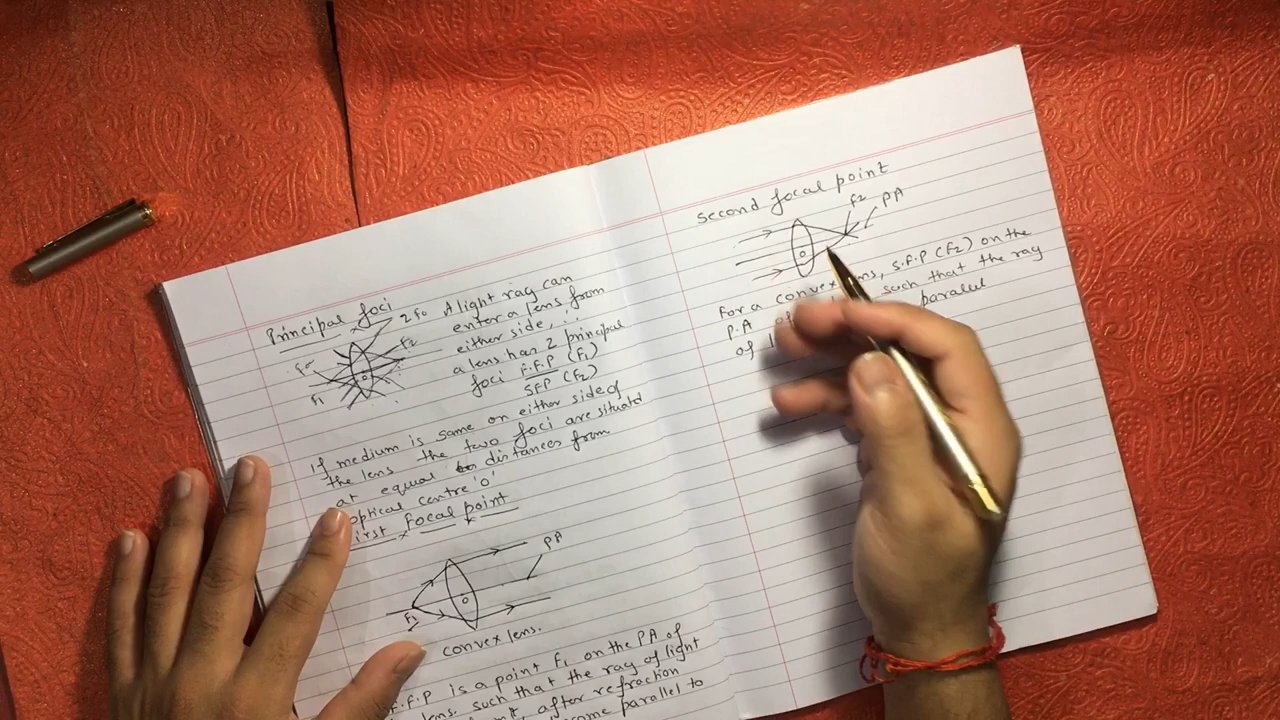 Principal foci
2fo
A light ray can
enter a lens from
either side, ∴
a lens has 2 principal
foci F.F.P (F1)
SFP (F2)
F2
F1
O
If medium is same on either side of
the lens the two foci are situatd
at equal distances from
optical centre 'O'
First Focal point
PA
F1
O
convex lens.
F.F.P is a point F1 on the PA of
lens. such that the ray of light
after refraction
parallel to
Second focal point
F2
PA
O
For a convex lens, S.F.P (F2) on the
P.A of such that the ray
of parallel